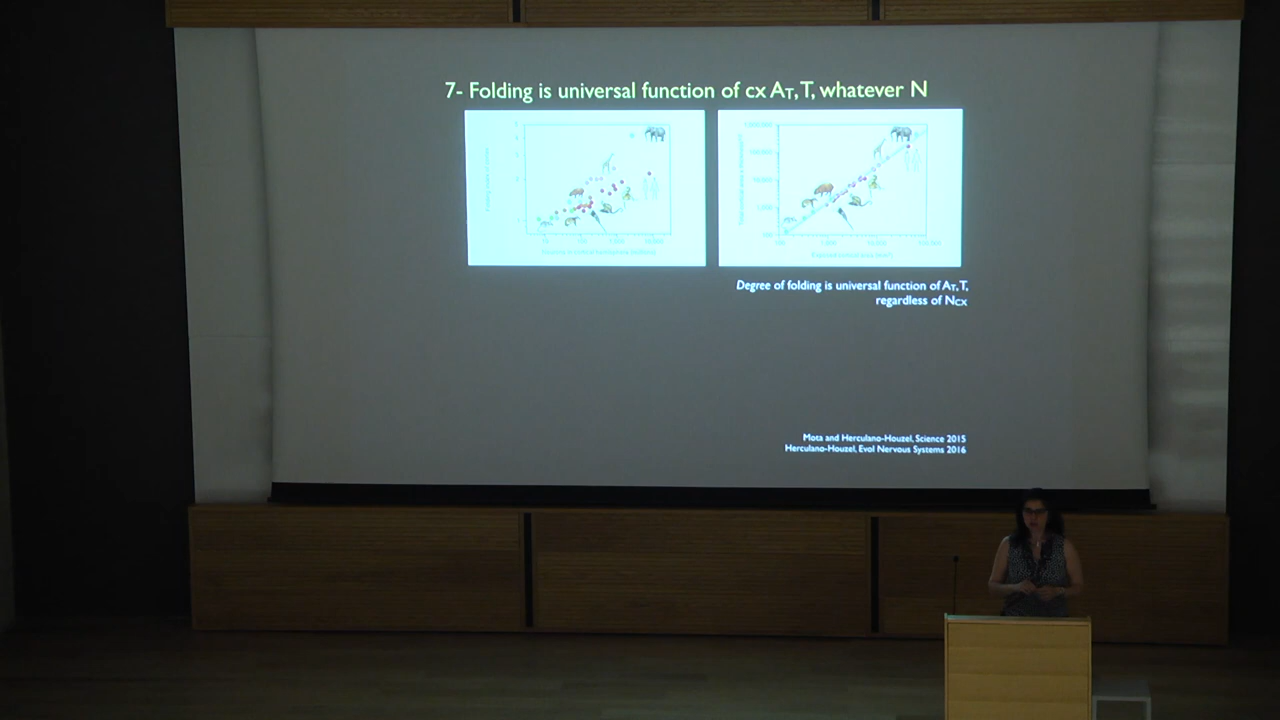 7- Folding is universal function of cx AT, T, whatever N
Degree of folding is universal function of AT, T,
regardless of NCX
Mota and Herculano-Houzel, Science 2015
Herculano-Houzel, Evol Nervous Systems 2016